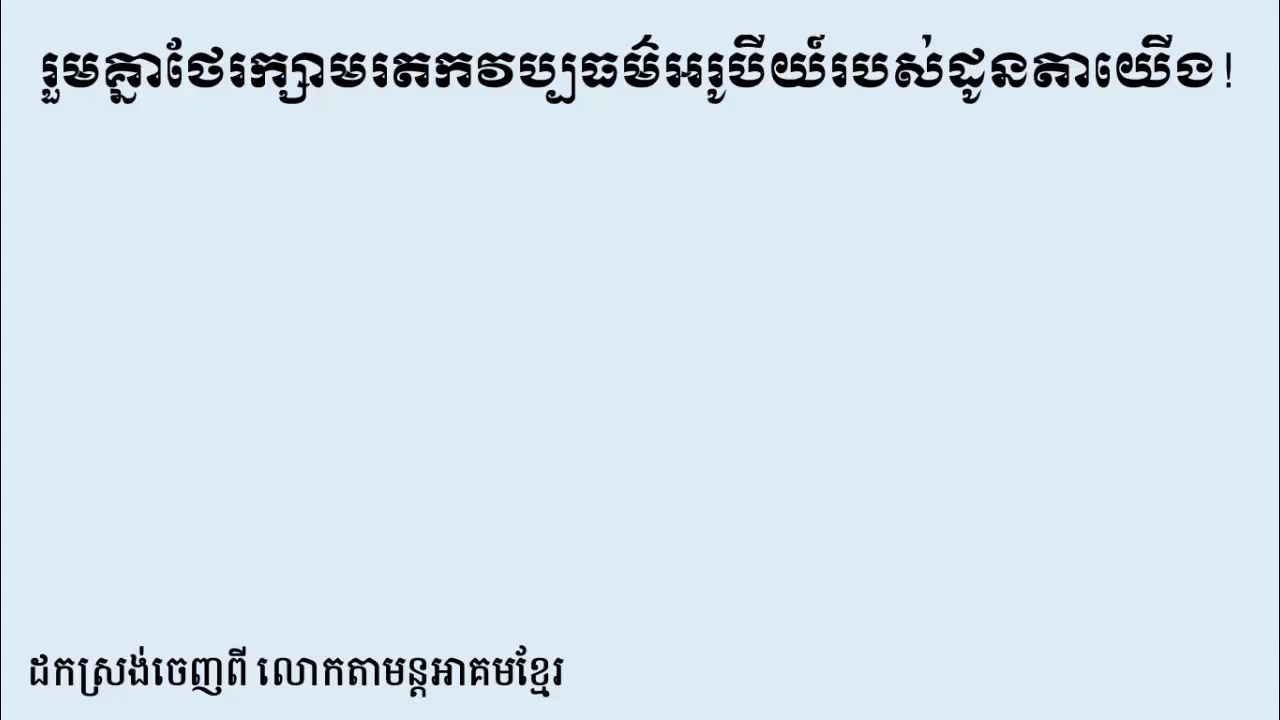 រួមគ្នាថែរក្សាមរតកវប្បធម៌អរូបីយ៍របស់ដូនតាយើង!
ដកស្រង់ចេញពី លោកតាមន្តអាគមខ្មែរ